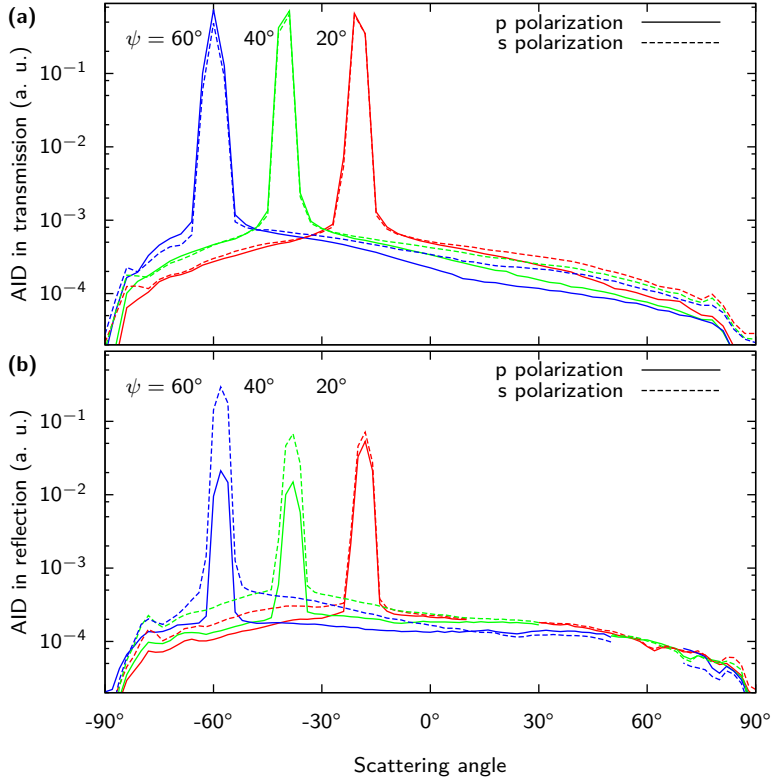 (a)
ψ = 60° 40° 20°
p polarization
s polarization
AID in transmission (a. u.)
10⁻¹
10⁻²
10⁻³
10⁻⁴
(b)
ψ = 60° 40° 20°
p polarization
s polarization
AID in reflection (a. u.)
10⁻¹
10⁻²
10⁻³
10⁻⁴
-90° -60° -30° 0° 30° 60° 90°
Scattering angle